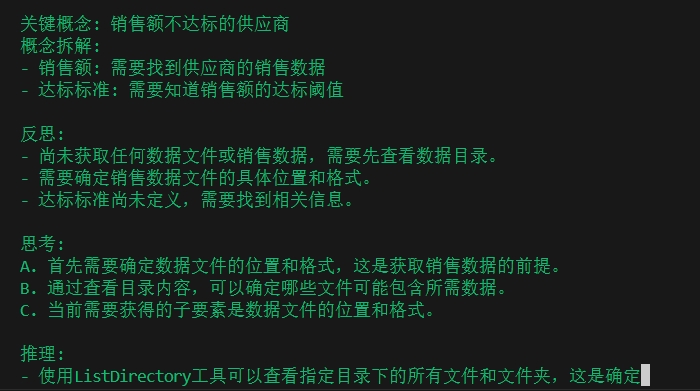 关键概念: 销售额不达标的供应商
概念拆解:
- 销售额: 需要找到供应商的销售数据
- 达标标准: 需要知道销售额的达标阈值
反思:
- 尚未获取任何数据文件或销售数据，需要先查看数据目录。
- 需要确定销售数据文件的具体位置和格式。
- 达标标准尚未定义，需要找到相关信息。
思考:
A. 首先需要确定数据文件的位置和格式，这是获取销售数据的前提。
B. 通过查看目录内容，可以确定哪些文件可能包含所需数据。
C. 当前需要获得的子要素是数据文件的位置和格式。
推理:
- 使用ListDirectory工具可以查看指定目录下的所有文件和文件夹，这是确定